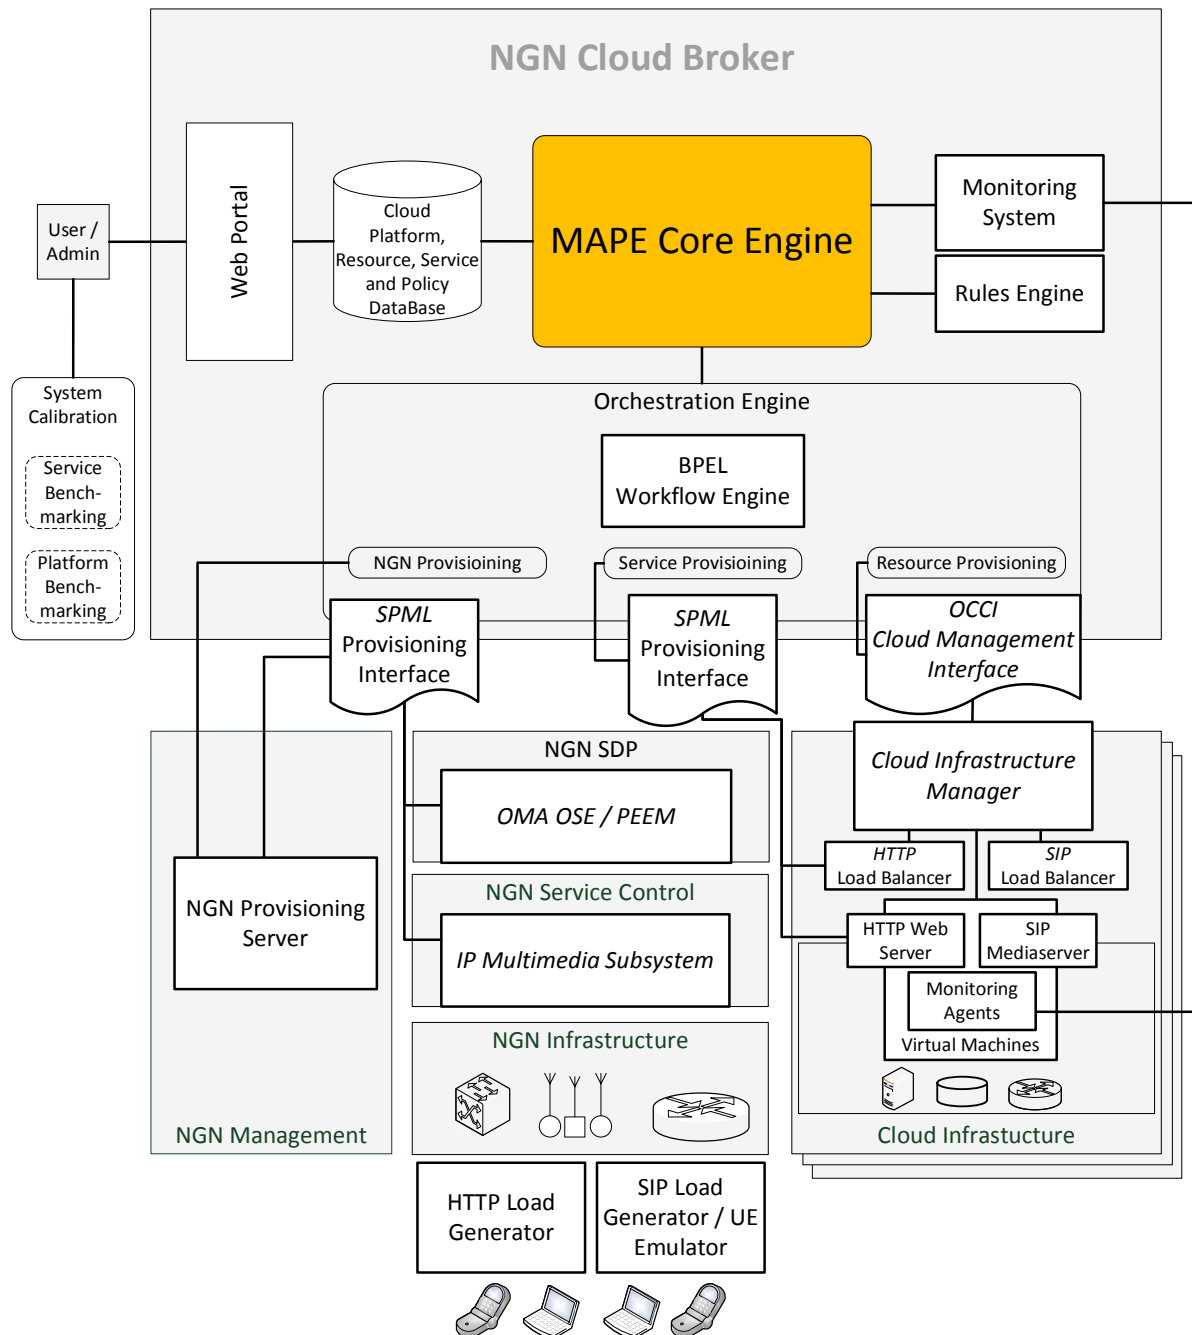 NGN Cloud Broker
User /
Admin
Web Portal
Cloud
Platform,
Resource, Service
and Policy
DataBase
MAPE Core Engine
Monitoring
System
Rules Engine
System
Calibration
Service
Bench-
marking
Platform
Bench-
marking
Orchestration Engine
BPEL
Workflow Engine
NGN Provisioining
Service Provisioining
Resource Provisioning
SPML
Provisioning
Interface
SPML
Provisioning
Interface
OCCI
Cloud Management
Interface
NGN SDP
OMA OSE / PEEM
Cloud Infrastructure
Manager
HTTP
Load Balancer
SIP
Load Balancer
NGN Provisioning
Server
NGN Service Control
IP Multimedia Subsystem
HTTP Web
Server
SIP
Mediaserver
Monitoring
Agents
Virtual Machines
NGN Infrastructure
NGN Management
Cloud Infrastucture
HTTP Load
Generator
SIP Load
Generator / UE
Emulator